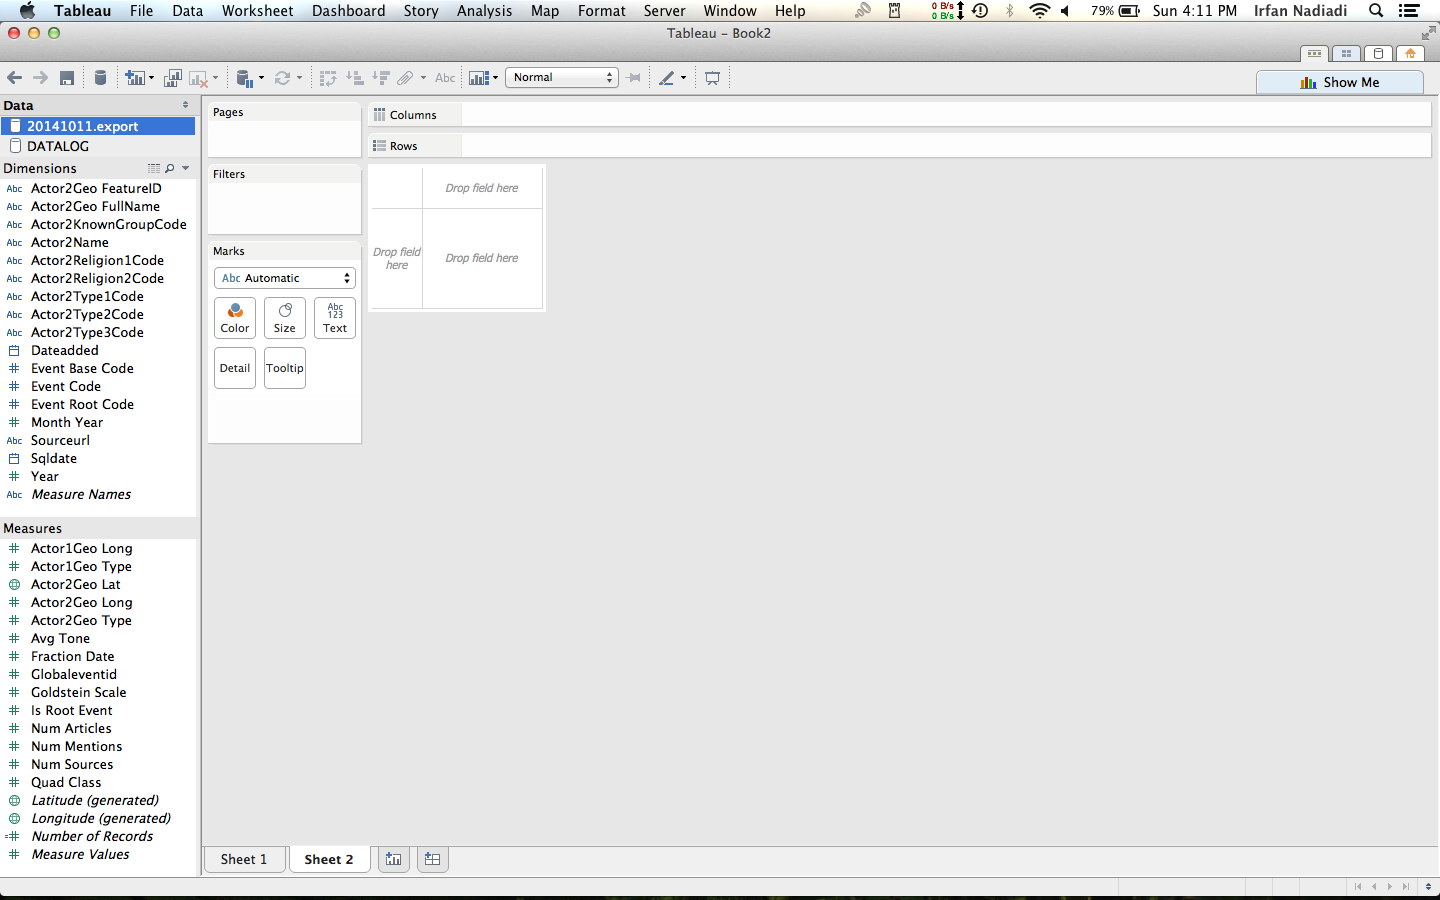 Tableau File Data Worksheet Dashboard Story Analysis Map Format Server Window Help 0 B/s 0 B/s 79% Sun 4:11 PM Irfan Nadiadi
Tableau - Book2
Abc Normal Show Me
Data
20141011.export
DATALOG
Dimensions
Abc Actor2Geo FeatureID
Abc Actor2Geo FullName
Abc Actor2KnownGroupCode
Abc Actor2Name
Abc Actor2Religion1Code
Abc Actor2Religion2Code
Abc Actor2Type1Code
Abc Actor2Type2Code
Abc Actor2Type3Code
Dateadded
# Event Base Code
# Event Code
# Event Root Code
# Month Year
Abc Sourceurl
Sqldate
# Year
Abc Measure Names
Measures
# Actor1Geo Long
# Actor1Geo Type
Actor2Geo Lat
# Actor2Geo Long
# Actor2Geo Type
# Avg Tone
# Fraction Date
# Globaleventid
# Goldstein Scale
# Is Root Event
# Num Articles
# Num Mentions
# Num Sources
# Quad Class
Latitude (generated)
Longitude (generated)
=# Number of Records
# Measure Values
Pages
Filters
Marks
Abc Automatic
Color
Size
Abc
123
Text
Detail
Tooltip
Columns
Rows
Drop field here
Drop field
here
Drop field here
Sheet 1
Sheet 2